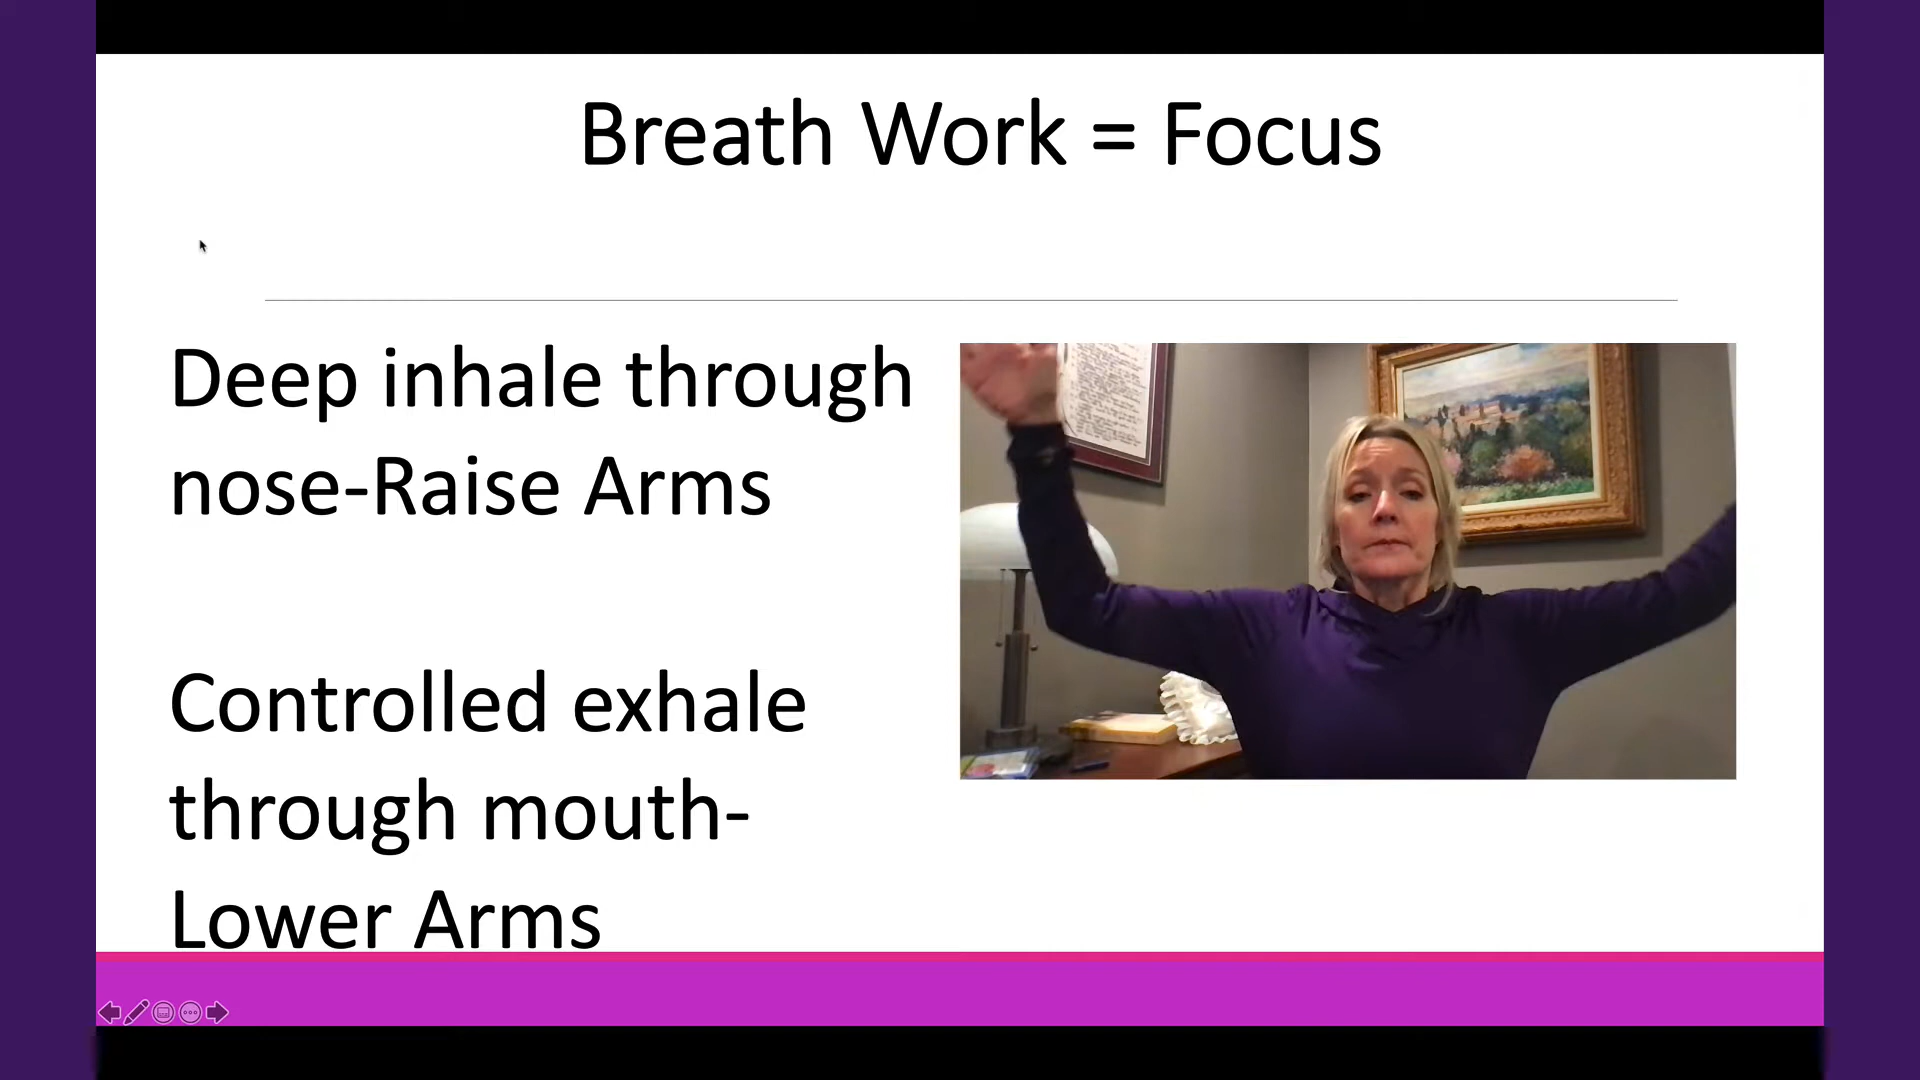 Breath Work = Focus
Deep inhale through
nose-Raise Arms
Controlled exhale
through mouth-
Lower Arms